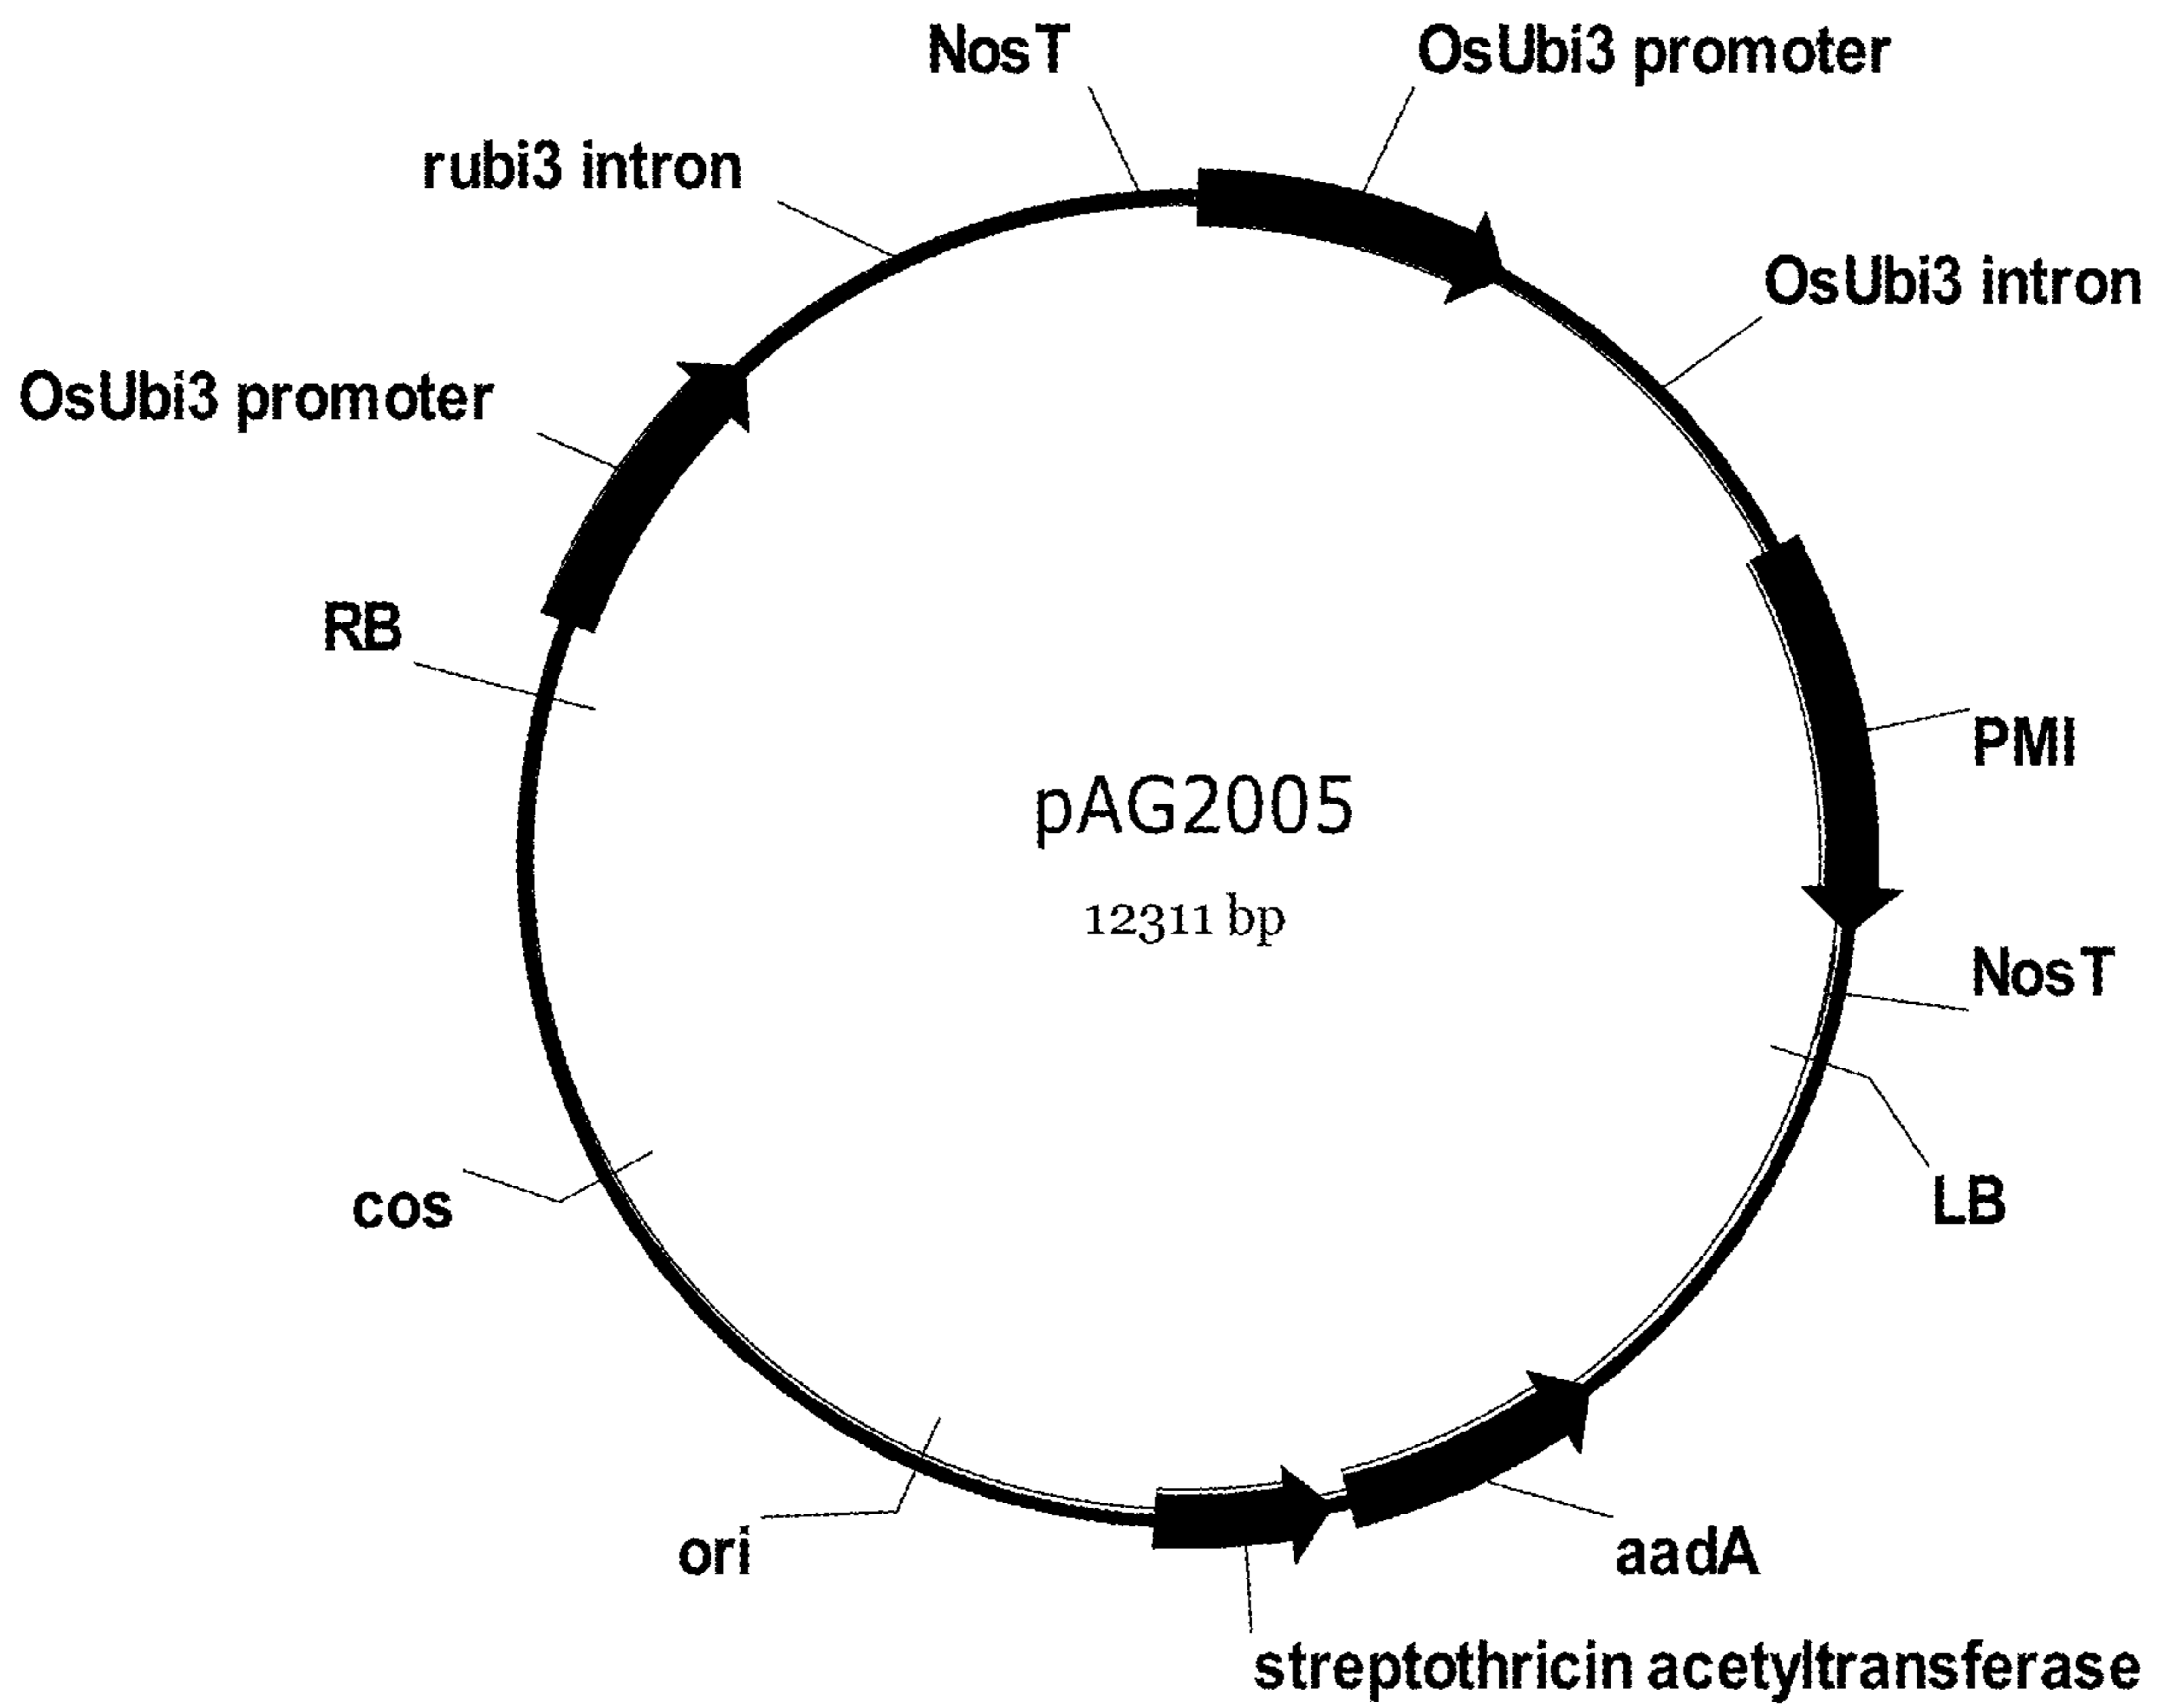 NosT
OsUbi3 promoter
rubi3 intron
OsUbi3 intron
OsUbi3 promoter
RB
PMI
pAG2005
12311 bp
NosT
LB
cos
ori
aadA
streptothricin acetyltransferase